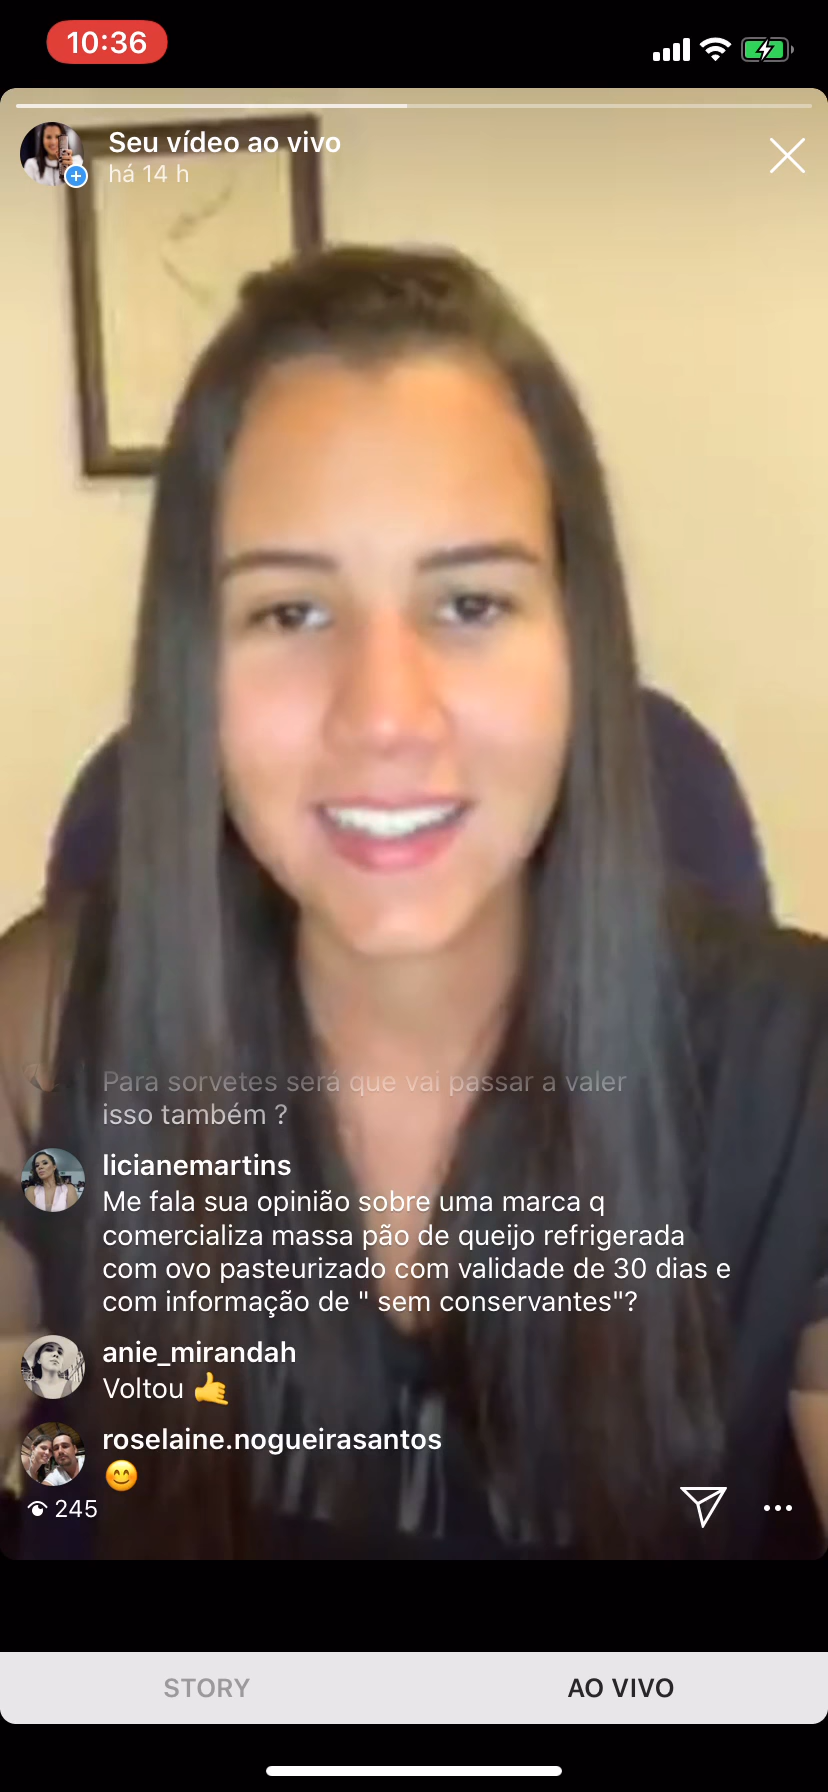 10:36
Seu vídeo ao vivo
há 14 h
Para sorvetes será que vai passar a valer
isso também ?
licianemartins
Me fala sua opinião sobre uma marca q
comercializa massa pão de queijo refrigerada
com ovo pasteurizado com validade de 30 dias e
com informação de " sem conservantes"?
anie_mirandah
Voltou 🤙
roselaine.nogueirasantos
😊
245
STORY
AO VIVO